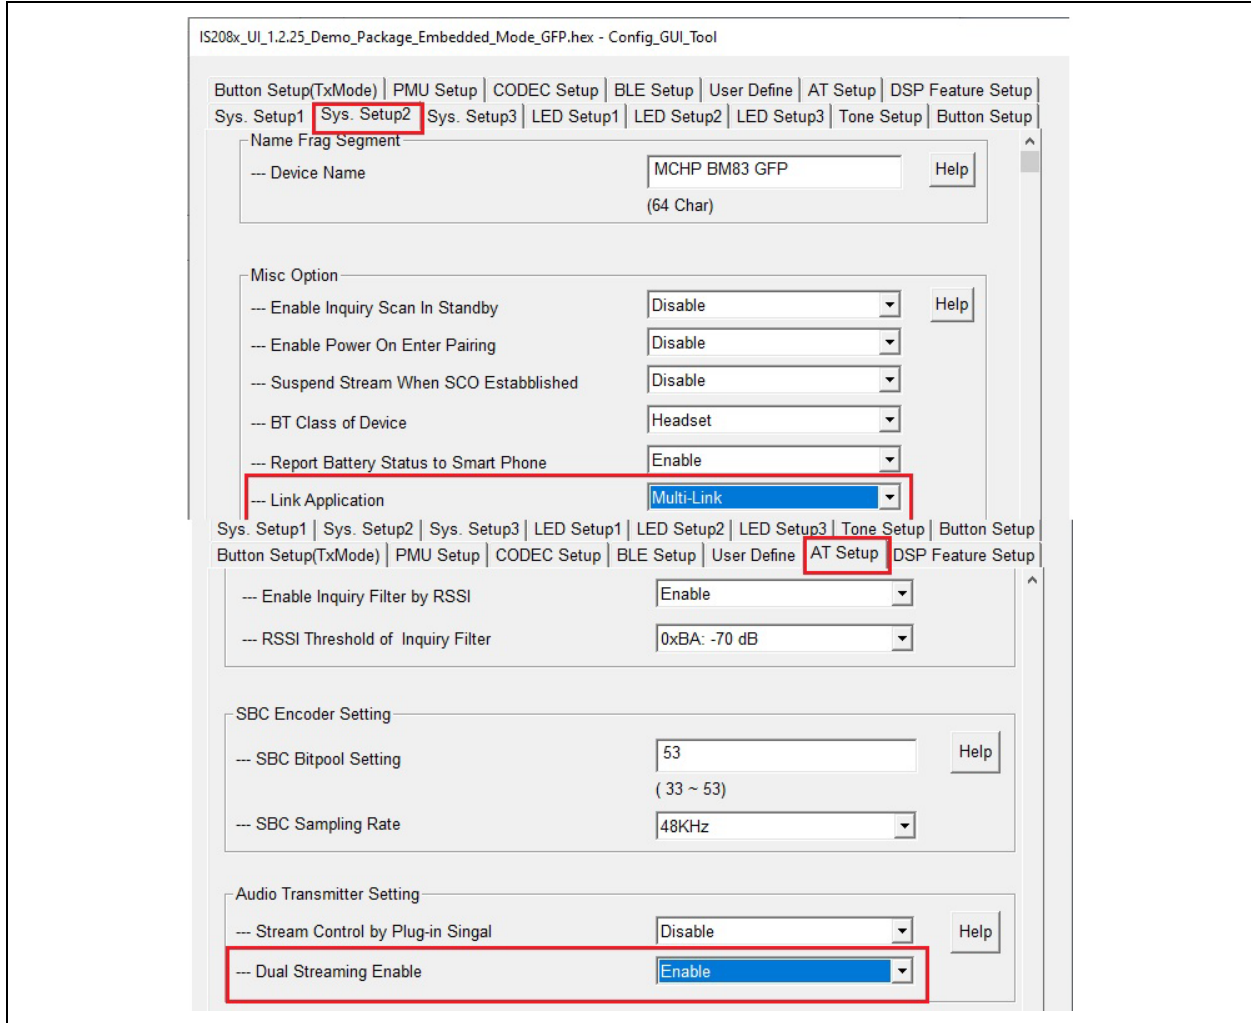 IS208x_UI_1.2.25_Demo_Package_Embedded_Mode_GFP.hex - Config_GUI_Tool
Button Setup(TxMode) PMU Setup CODEC Setup BLE Setup User Define AT Setup DSP Feature Setup
Sys. Setup1 Sys. Setup2 Sys. Setup3 LED Setup1 LED Setup2 LED Setup3 Tone Setup Button Setup
Name Frag Segment
--- Device Name MCHP BM83 GFP Help
(64 Char)
Misc Option
--- Enable Inquiry Scan In Standby Disable Help
--- Enable Power On Enter Pairing Disable
--- Suspend Stream When SCO Estabblished Disable
--- BT Class of Device Headset
--- Report Battery Status to Smart Phone Enable
--- Link Application Multi-Link
Sys. Setup1 Sys. Setup2 Sys. Setup3 LED Setup1 LED Setup2 LED Setup3 Tone Setup Button Setup
Button Setup(TxMode) PMU Setup CODEC Setup BLE Setup User Define AT Setup DSP Feature Setup
--- Enable Inquiry Filter by RSSI Enable
--- RSSI Threshold of Inquiry Filter 0xBA: -70 dB
SBC Encoder Setting
--- SBC Bitpool Setting 53 Help
( 33 ~ 53)
--- SBC Sampling Rate 48KHz
Audio Transmitter Setting
--- Stream Control by Plug-in Singal Disable Help
--- Dual Streaming Enable Enable